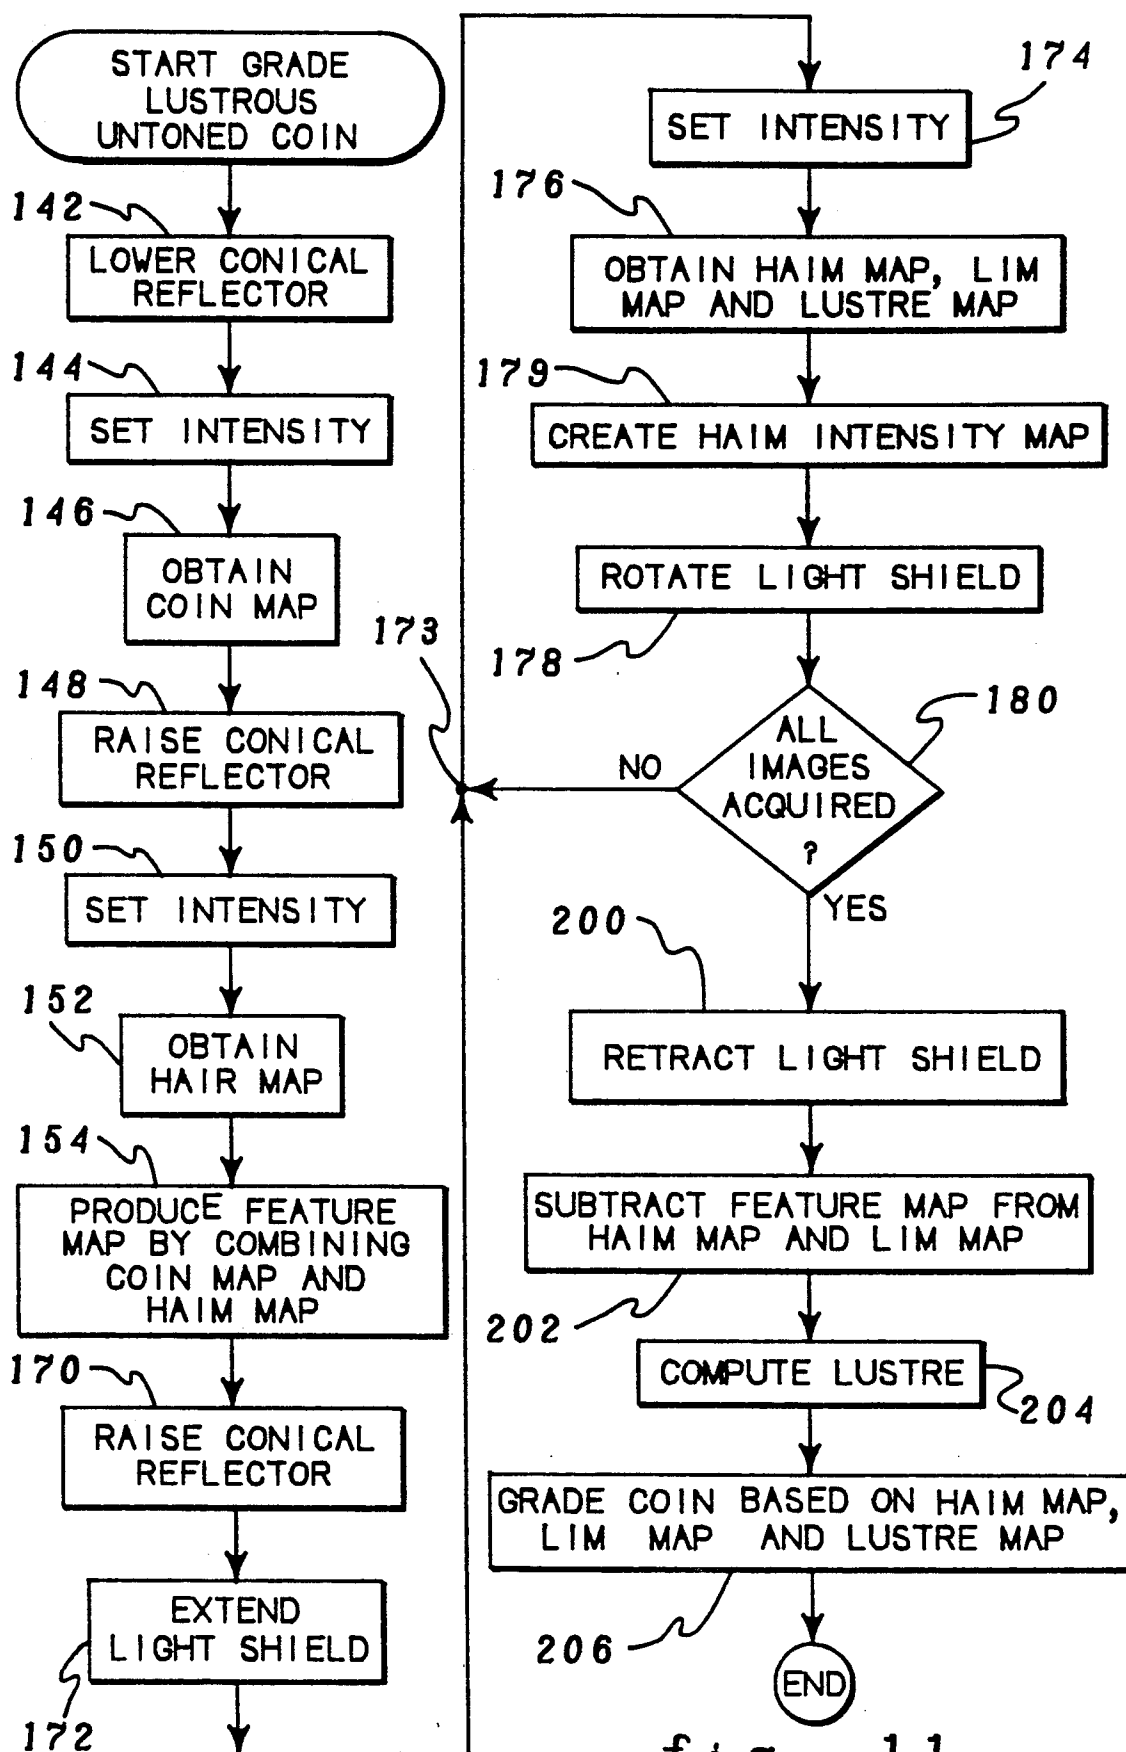 START GRADE
LUSTROUS
UNTONED COIN
142
LOWER CONICAL
REFLECTOR
144
SET INTENSITY
146
OBTAIN
COIN MAP
148
RAISE CONICAL
REFLECTOR
150
SET INTENSITY
152
OBTAIN
HAIR MAP
154
PRODUCE FEATURE
MAP BY COMBINING
COIN MAP AND
HAIM MAP
170
RAISE CONICAL
REFLECTOR
EXTEND
LIGHT SHIELD
172
173
174
SET INTENSITY
176
OBTAIN HAIM MAP, LIM
MAP AND LUSTRE MAP
179
CREATE HAIM INTENSITY MAP
ROTATE LIGHT SHIELD
178
180
ALL
IMAGES
ACQUIRED
?
NO
YES
200
RETRACT LIGHT SHIELD
SUBTRACT FEATURE MAP FROM
HAIM MAP AND LIM MAP
202
COMPUTE LUSTRE
204
GRADE COIN BASED ON HAIM MAP,
LIM MAP AND LUSTRE MAP
206
END
fig. 11